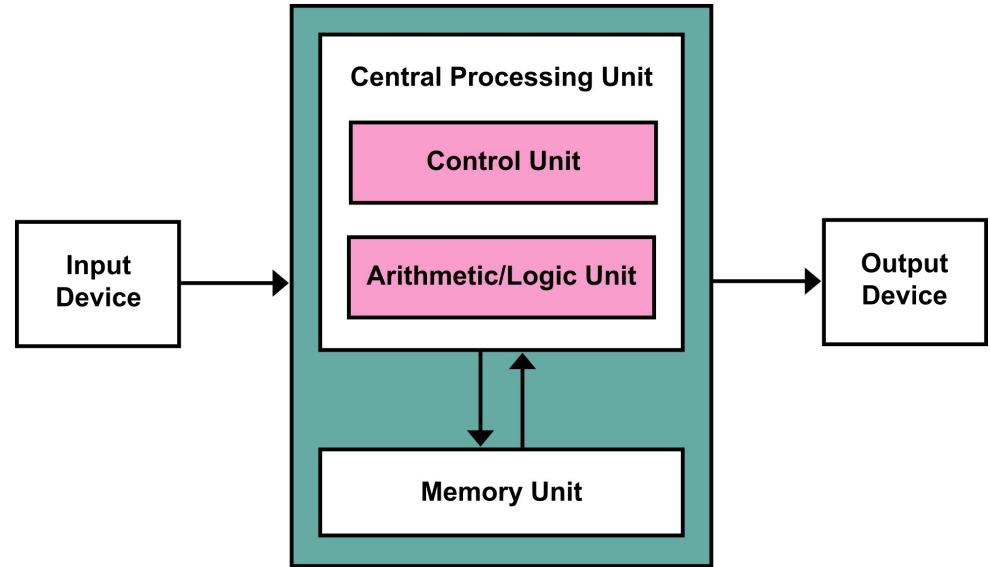 Central Processing Unit
Control Unit
Arithmetic/Logic Unit
Input
Device
Output
Device
Memory Unit